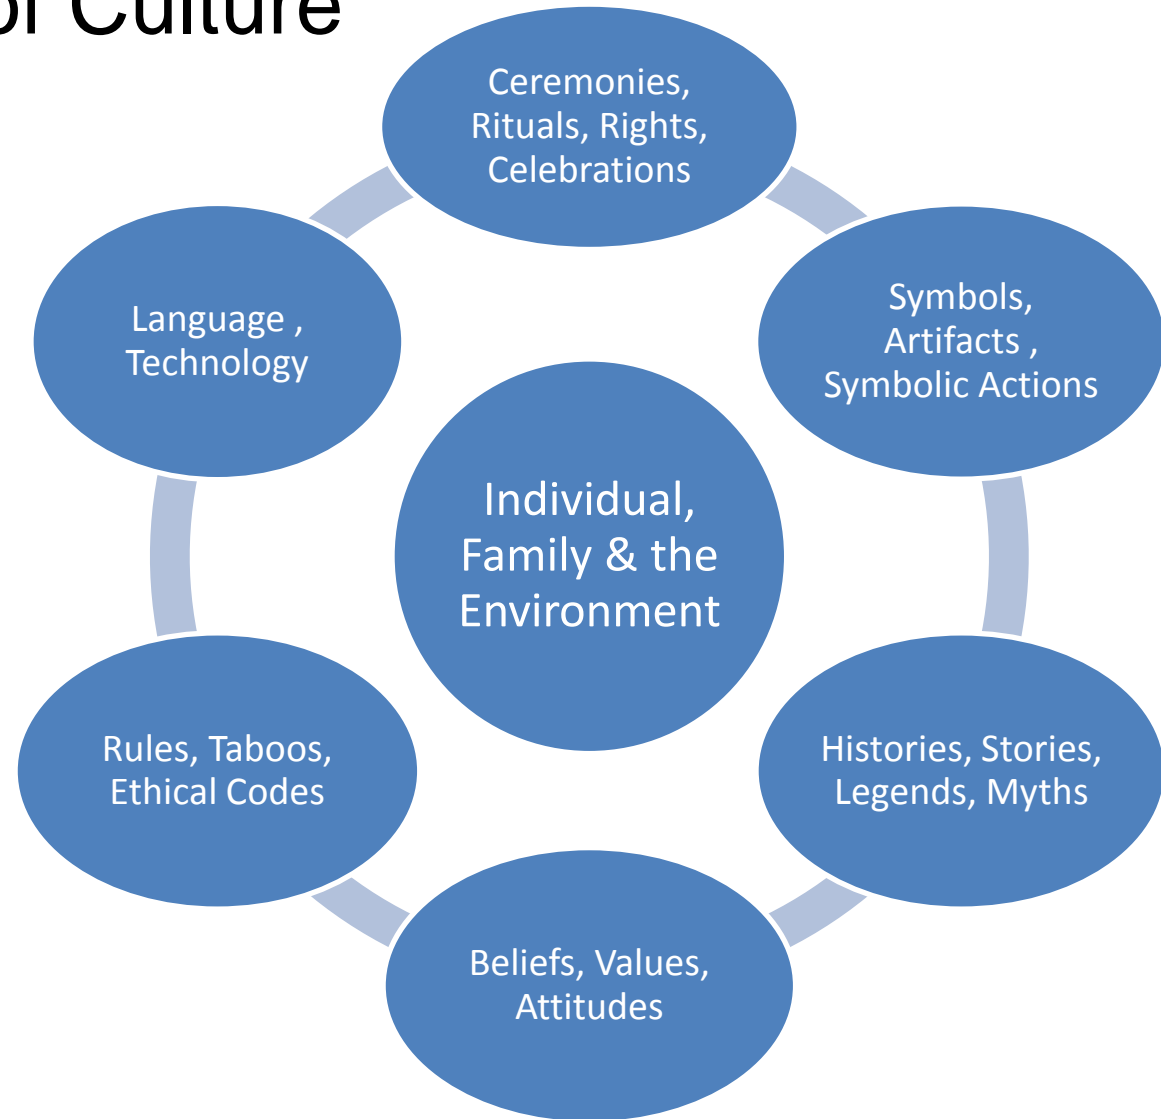 of Culture
Ceremonies,
Rituals, Rights,
Celebrations
Symbols,
Artifacts ,
Symbolic Actions
Language ,
Technology
Individual,
Family & the
Environment
Histories, Stories,
Legends, Myths
Rules, Taboos,
Ethical Codes
Beliefs, Values,
Attitudes